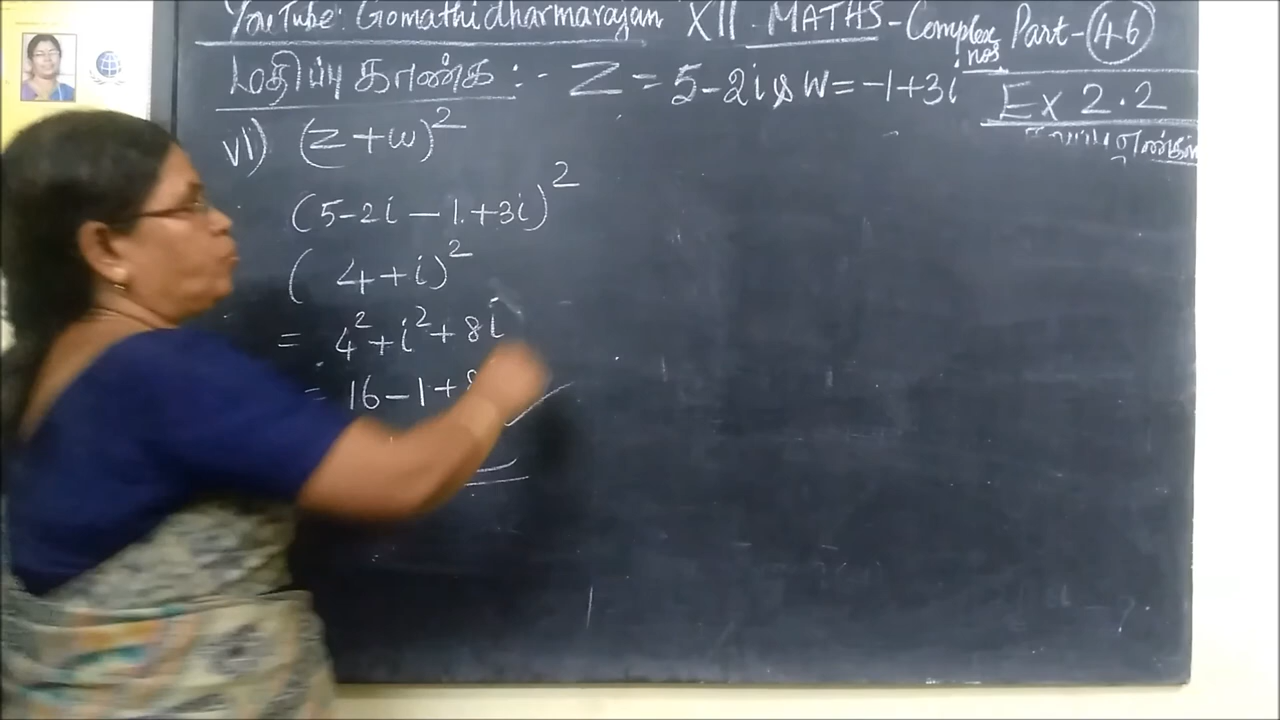 YouTube: Gomathidharmarajan XII - MATHS - Complex nos Part - 46
மதிப்பு காண்க :- Z = 5-2i & W = -1+3i
Ex 2.2
vi) (z+w)²
(5-2i -1+3i)²
(4+i)²
= 4² + i² + 8i
= 16-1+8